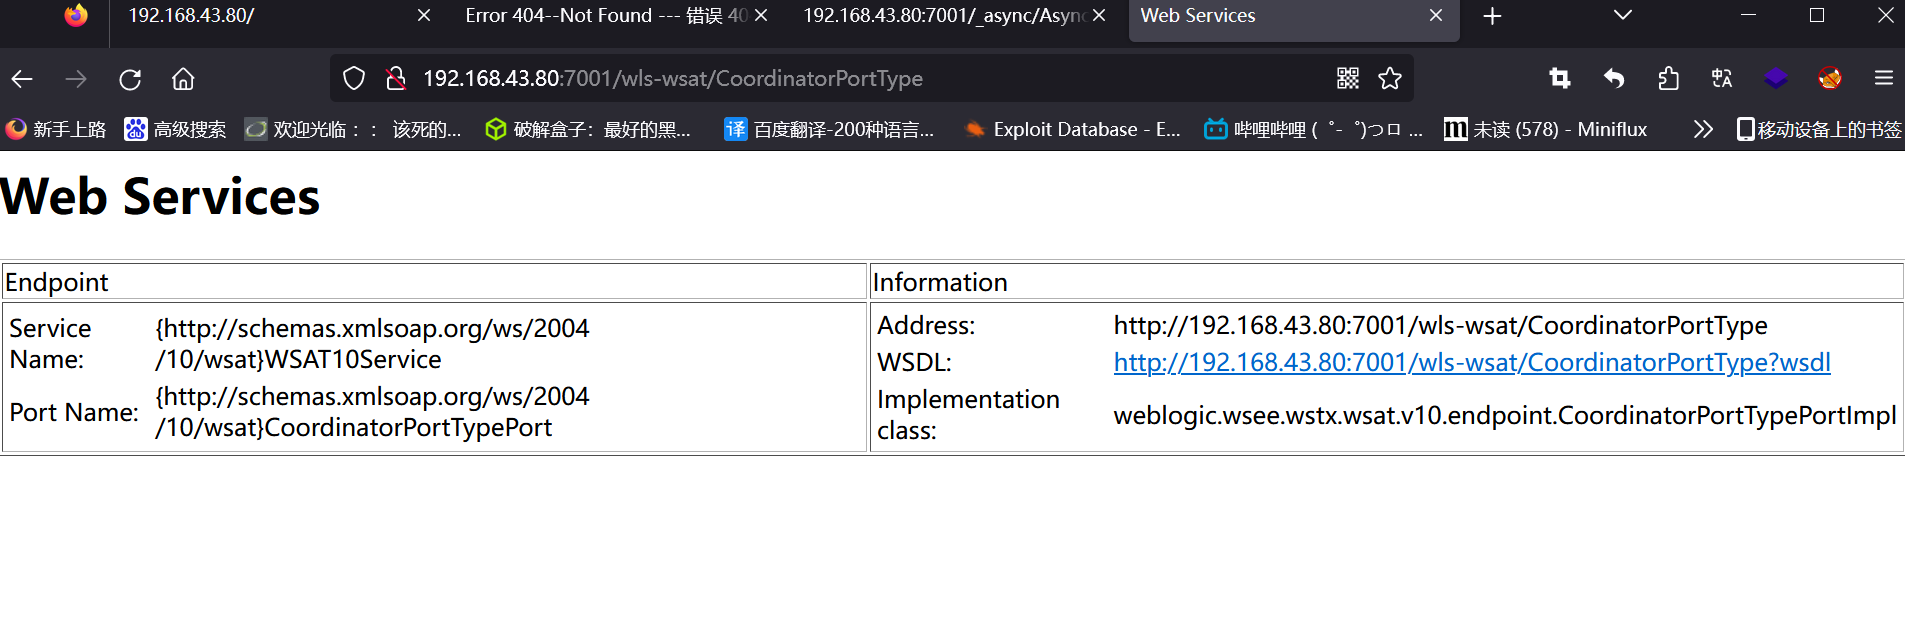 192.168.43.80/
Error 404--Not Found --- 错误 40
192.168.43.80:7001/_async/Async
Web Services
192.168.43.80:7001/wls-wsat/CoordinatorPortType
新手上路
高级搜索
欢迎光临：： 该死的...
破解盒子：最好的黑...
译
百度翻译-200种语言...
Exploit Database - E...
哔哩哔哩 (゜-゜)つロ ...
m 未读 (578) - Miniflux
移动设备上的书签
Web Services
Endpoint
Information
Service
Name:
{http://schemas.xmlsoap.org/ws/2004
/10/wsat}WSAT10Service
Port Name:
{http://schemas.xmlsoap.org/ws/2004
/10/wsat}CoordinatorPortTypePort
Address:
http://192.168.43.80:7001/wls-wsat/CoordinatorPortType
WSDL:
http://192.168.43.80:7001/wls-wsat/CoordinatorPortType?wsdl
Implementation
class:
weblogic.wsee.wstx.wsat.v10.endpoint.CoordinatorPortTypePortImpl